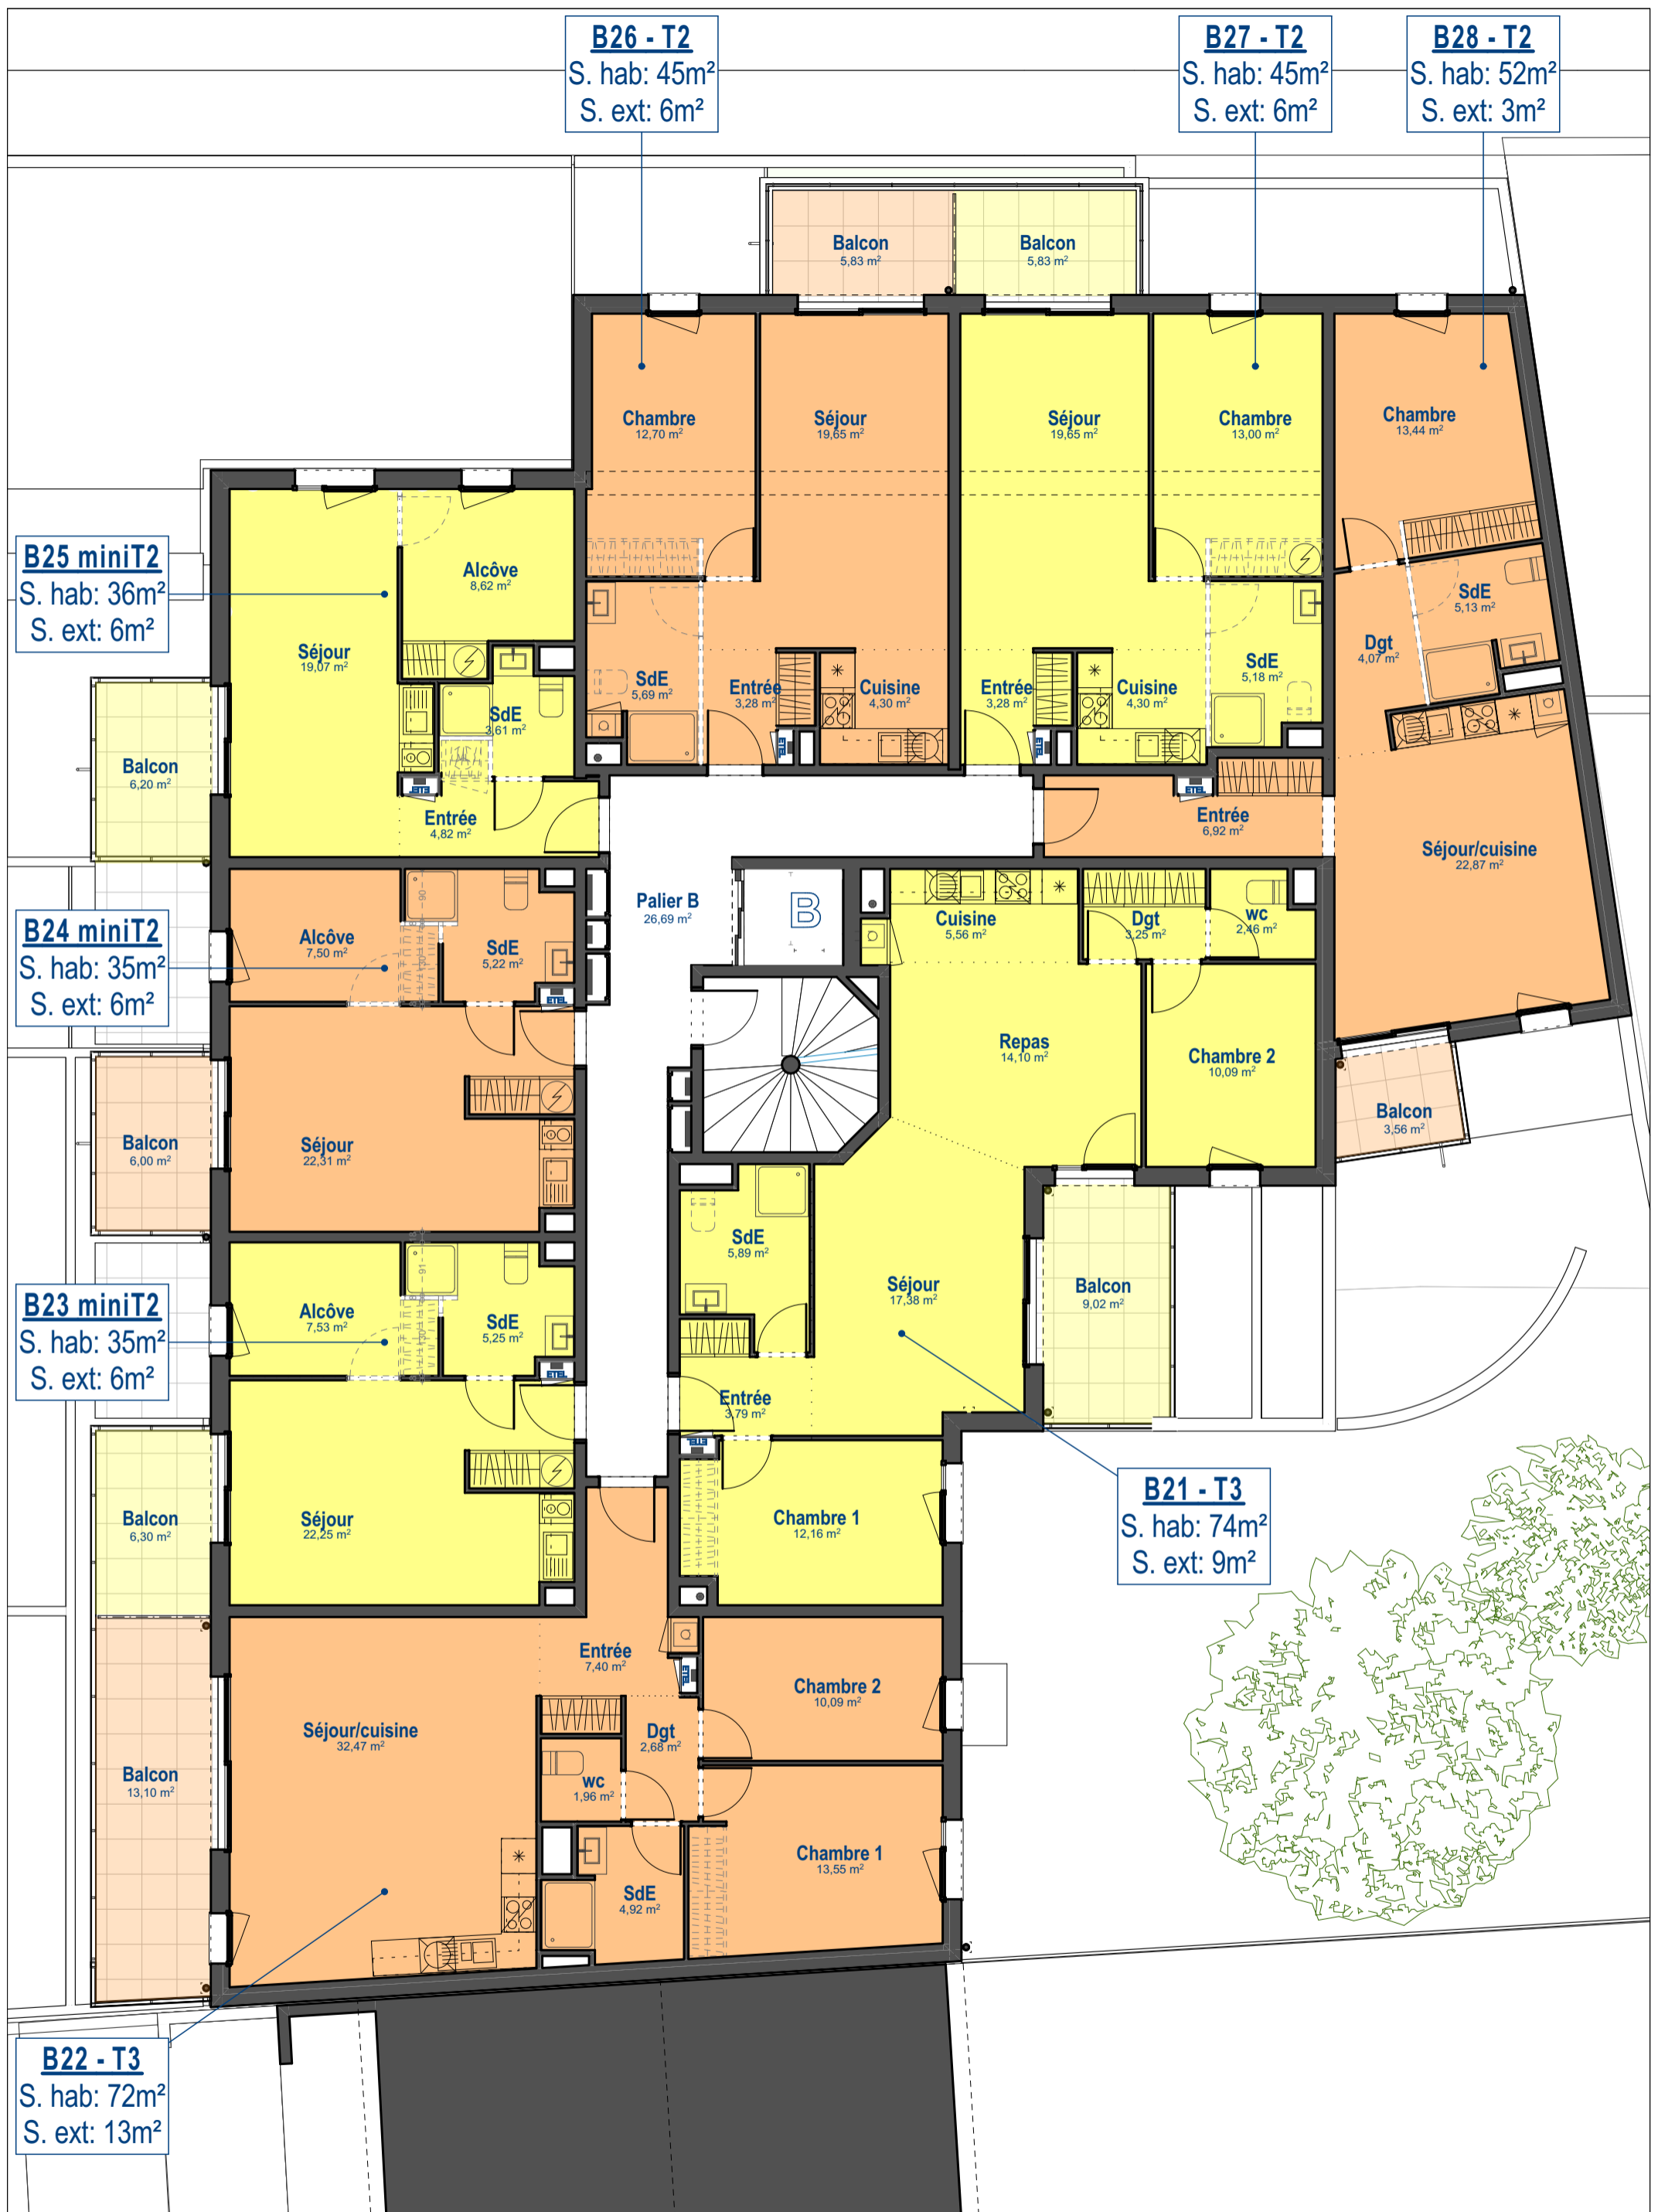 B26 - T2
S. hab: 45m²
S. ext: 6m²
B27 - T2
S. hab: 45m²
S. ext: 6m²
B28 - T2
S. hab: 52m²
S. ext: 3m²
Balcon
5,83 m²
Balcon
5,83 m²
Chambre
12,70 m²
Séjour
19,65 m²
Séjour
19,65 m²
Chambre
13,00 m²
Chambre
13,44 m²
B25 miniT2
S. hab: 36m²
S. ext: 6m²
Alcôve
8,62 m²
Séjour
19,07 m²
SdE
3,61 m²
SdE
5,69 m²
Entrée
3,28 m²
Cuisine
4,30 m²
Entrée
3,28 m²
Cuisine
4,30 m²
SdE
5,18 m²
SdE
5,13 m²
Dgt
4,07 m²
ETEL
ETEL
ETEL
ETEL
Balcon
6,20 m²
Entrée
4,82 m²
Entrée
6,92 m²
Séjour/cuisine
22,87 m²
Palier B
26,69 m²
B
Cuisine
5,56 m²
Dgt
3,25 m²
wc
2,46 m²
B24 miniT2
S. hab: 35m²
S. ext: 6m²
Alcôve
7,50 m²
SdE
5,22 m²
ETEL
Repas
14,10 m²
Chambre 2
10,09 m²
Balcon
3,56 m²
Balcon
6,00 m²
Séjour
22,31 m²
SdE
5,89 m²
Séjour
17,38 m²
Balcon
9,02 m²
B23 miniT2
S. hab: 35m²
S. ext: 6m²
Alcôve
7,53 m²
SdE
5,25 m²
ETEL
Entrée
3,79 m²
ETEL
B21 - T3
S. hab: 74m²
S. ext: 9m²
Balcon
6,30 m²
Séjour
22,25 m²
Chambre 1
12,16 m²
Entrée
7,40 m²
ETEL
Chambre 2
10,09 m²
Séjour/cuisine
32,47 m²
Dgt
2,68 m²
Balcon
13,10 m²
wc
1,96 m²
Chambre 1
13,55 m²
SdE
4,92 m²
B22 - T3
S. hab: 72m²
S. ext: 13m²